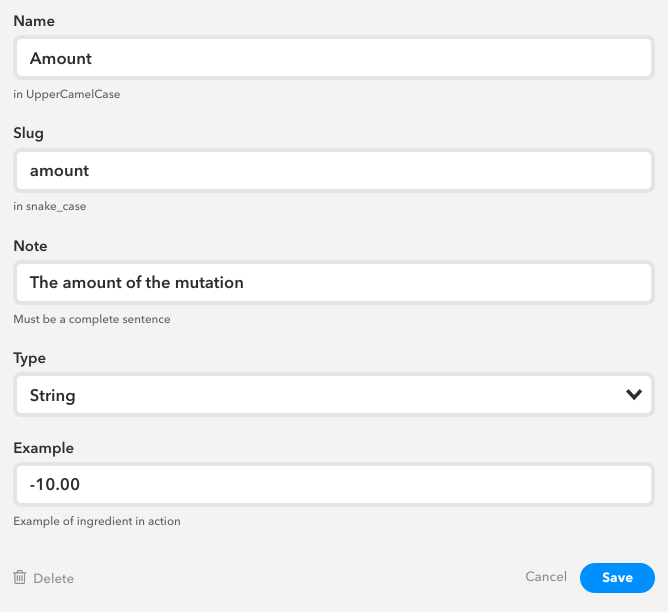 Name
Amount
in UpperCamelCase
Slug
amount
in snake_case
Note
The amount of the mutation
Must be a complete sentence
Type
String
Example
-10.00
Example of ingredient in action
Delete
Cancel
Save